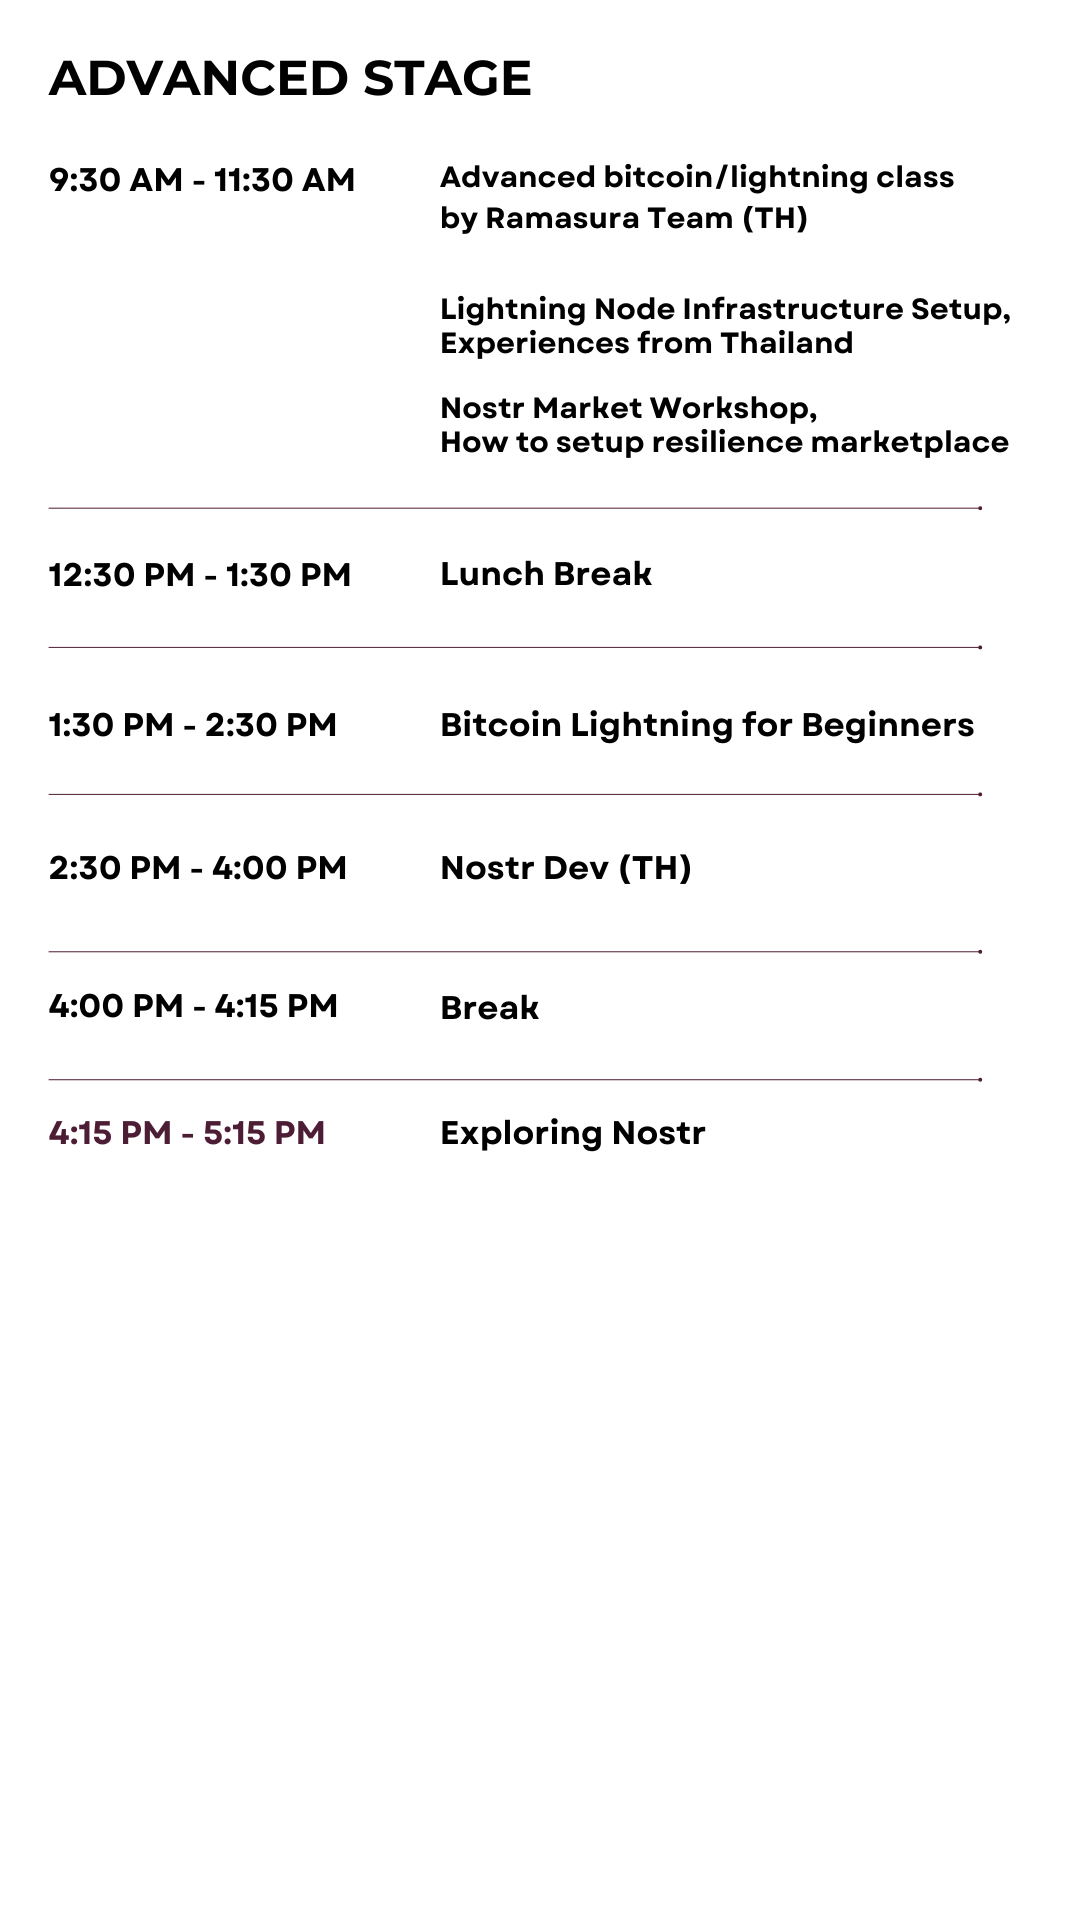 ADVANCED STAGE
9:30 AM - 11:30 AM
Advanced bitcoin/lightning class
by Ramasura Team (TH)
Lightning Node Infrastructure Setup,
Experiences from Thailand
Nostr Market Workshop,
How to setup resilience marketplace
12:30 PM - 1:30 PM
Lunch Break
1:30 PM - 2:30 PM
Bitcoin Lightning for Beginners
2:30 PM - 4:00 PM
Nostr Dev (TH)
4:00 PM - 4:15 PM
Break
4:15 PM - 5:15 PM
Exploring Nostr